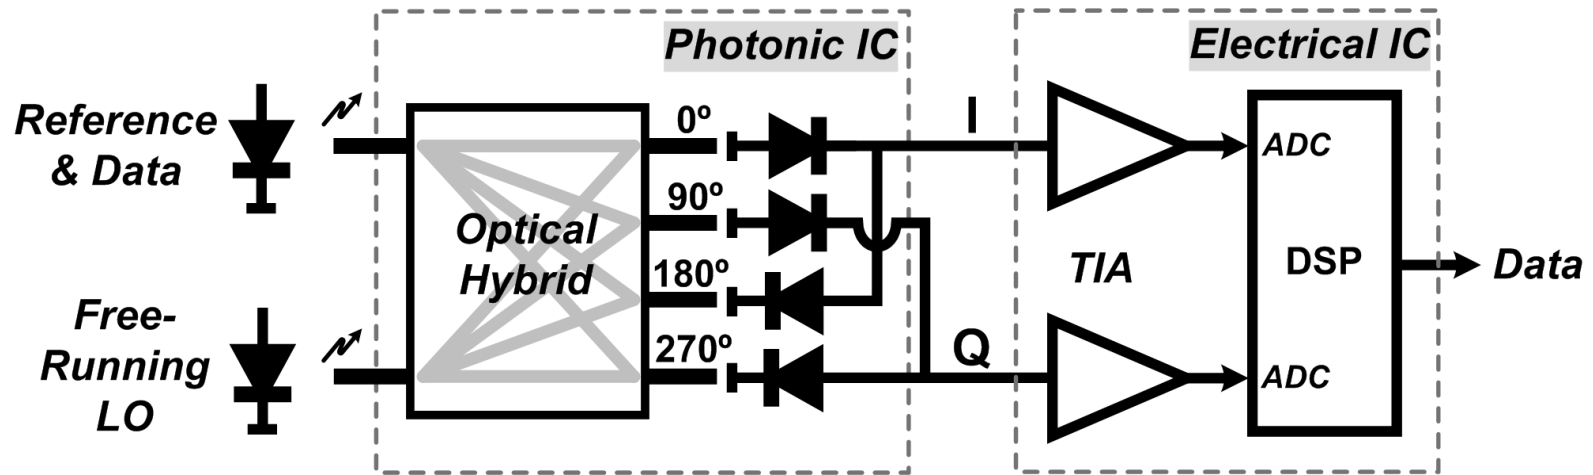 Photonic IC
Electrical IC
Reference
& Data
0º
I
ADC
90º
Optical
Hybrid
180º
TIA
DSP
Data
Free-
Running
LO
270º
Q
ADC